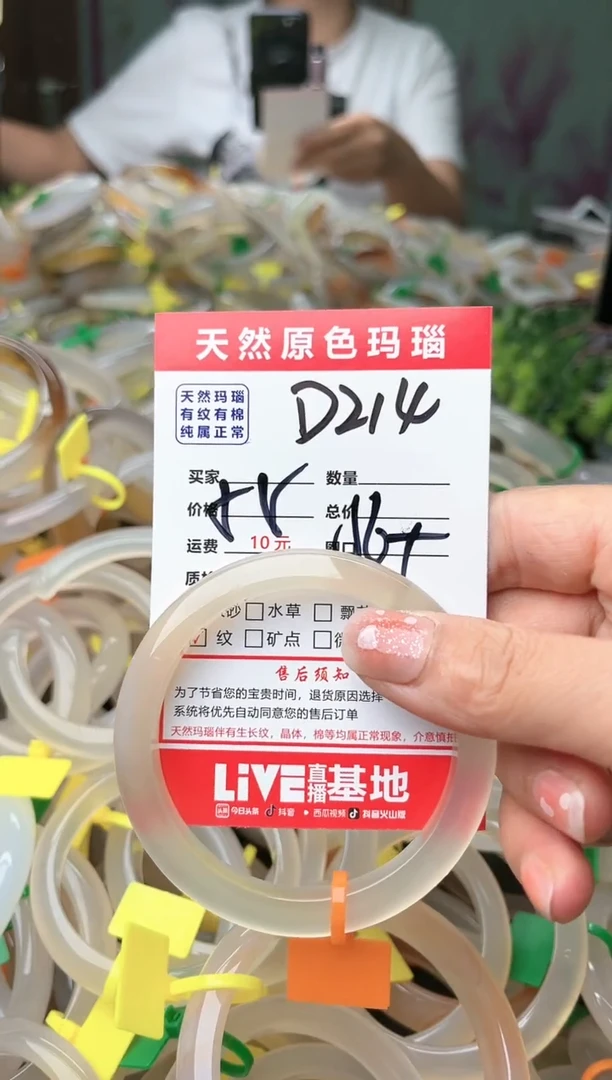 天然原色玛瑙
天然玛瑙
有纹有棉
纯属正常
D214
买家
数量
价格
58
总价
运费 10元
水草
纹 矿点
售后须知
为了节省您的宝贵时间，退货原因选择
系统将优先自动同意您的售后订单
天然玛瑙伴有生长纹，晶体，棉等均属正常现象，介意慎拍
LiVE直播基地
头条 今日头条 抖音 西瓜视频 抖音火山版